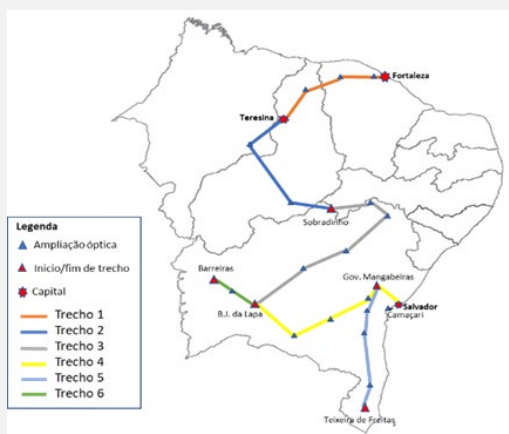 Fortaleza
Teresina
Sobradinho
Legenda
Ampliação óptica
Inicio/fim de trecho
Capital
Trecho 1
Trecho 2
Trecho 3
Trecho 4
Trecho 5
Trecho 6
Barreiras
B.J. da Lapa
Gov. Mangabeiras
Salvador
Camaçari
Teixeira de Freitas